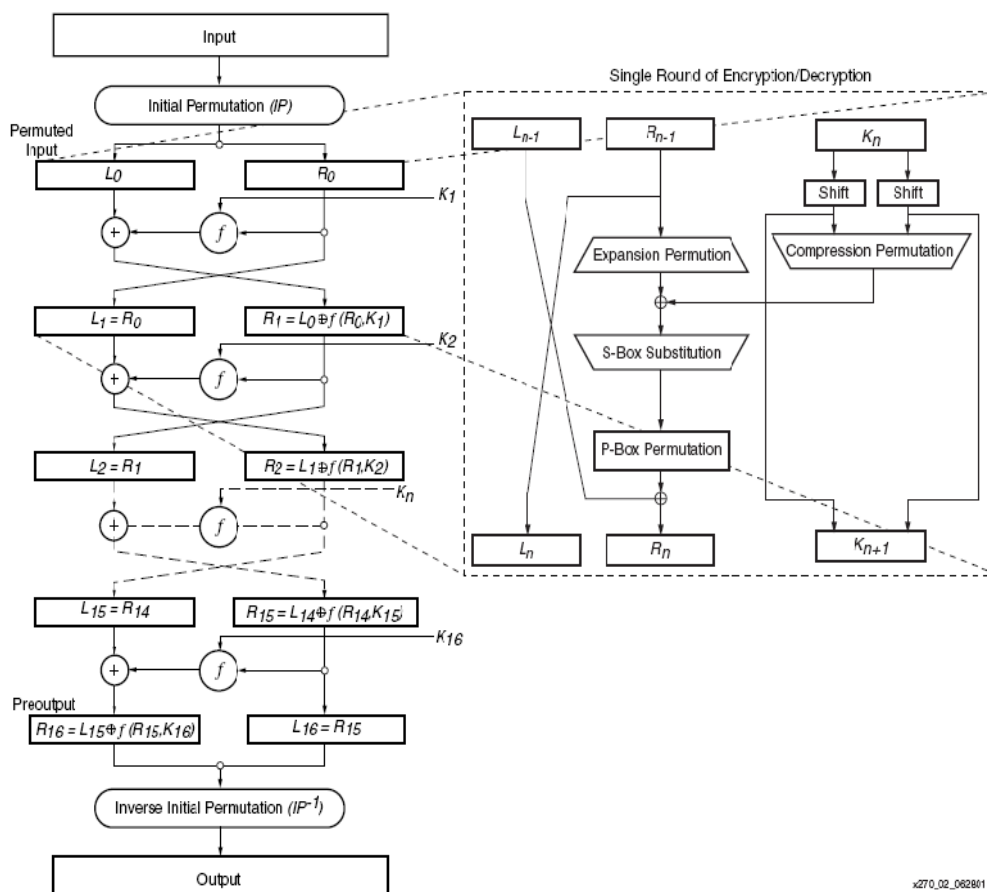 Input
Initial Permutation (IP)
Permuted
Input
L0
R0
K1
+
f
L1 = R0
R1 = L0 ⊕ f (R0,K1)
K2
+
f
L2 = R1
R2 = L1 ⊕ f (R1,K2)
Kn
+
f
L15 = R14
R15 = L14 ⊕ f (R14,K15)
K16
+
f
Preoutput
R16 = L15 ⊕ f (R15,K16)
L16 = R15
Inverse Initial Permutation (IP-1)
Output
Single Round of Encryption/Decryption
Ln-1
Rn-1
Kn
Shift
Shift
Expansion Permution
Compression Permutation
S-Box Substitution
P-Box Permutation
Ln
Rn
Kn+1
x270_02_062801